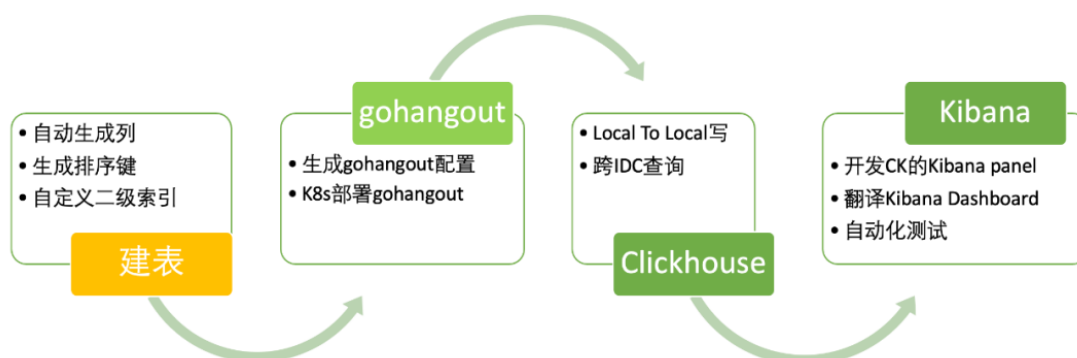 • 自动生成列
• 生成排序键
• 自定义二级索引
建表
gohangout
• 生成gohangout配置
• K8s部署gohangout
• Local To Local写
• 跨IDC查询
Clickhouse
Kibana
• 开发CK的Kibana panel
• 翻译Kibana Dashboard
• 自动化测试